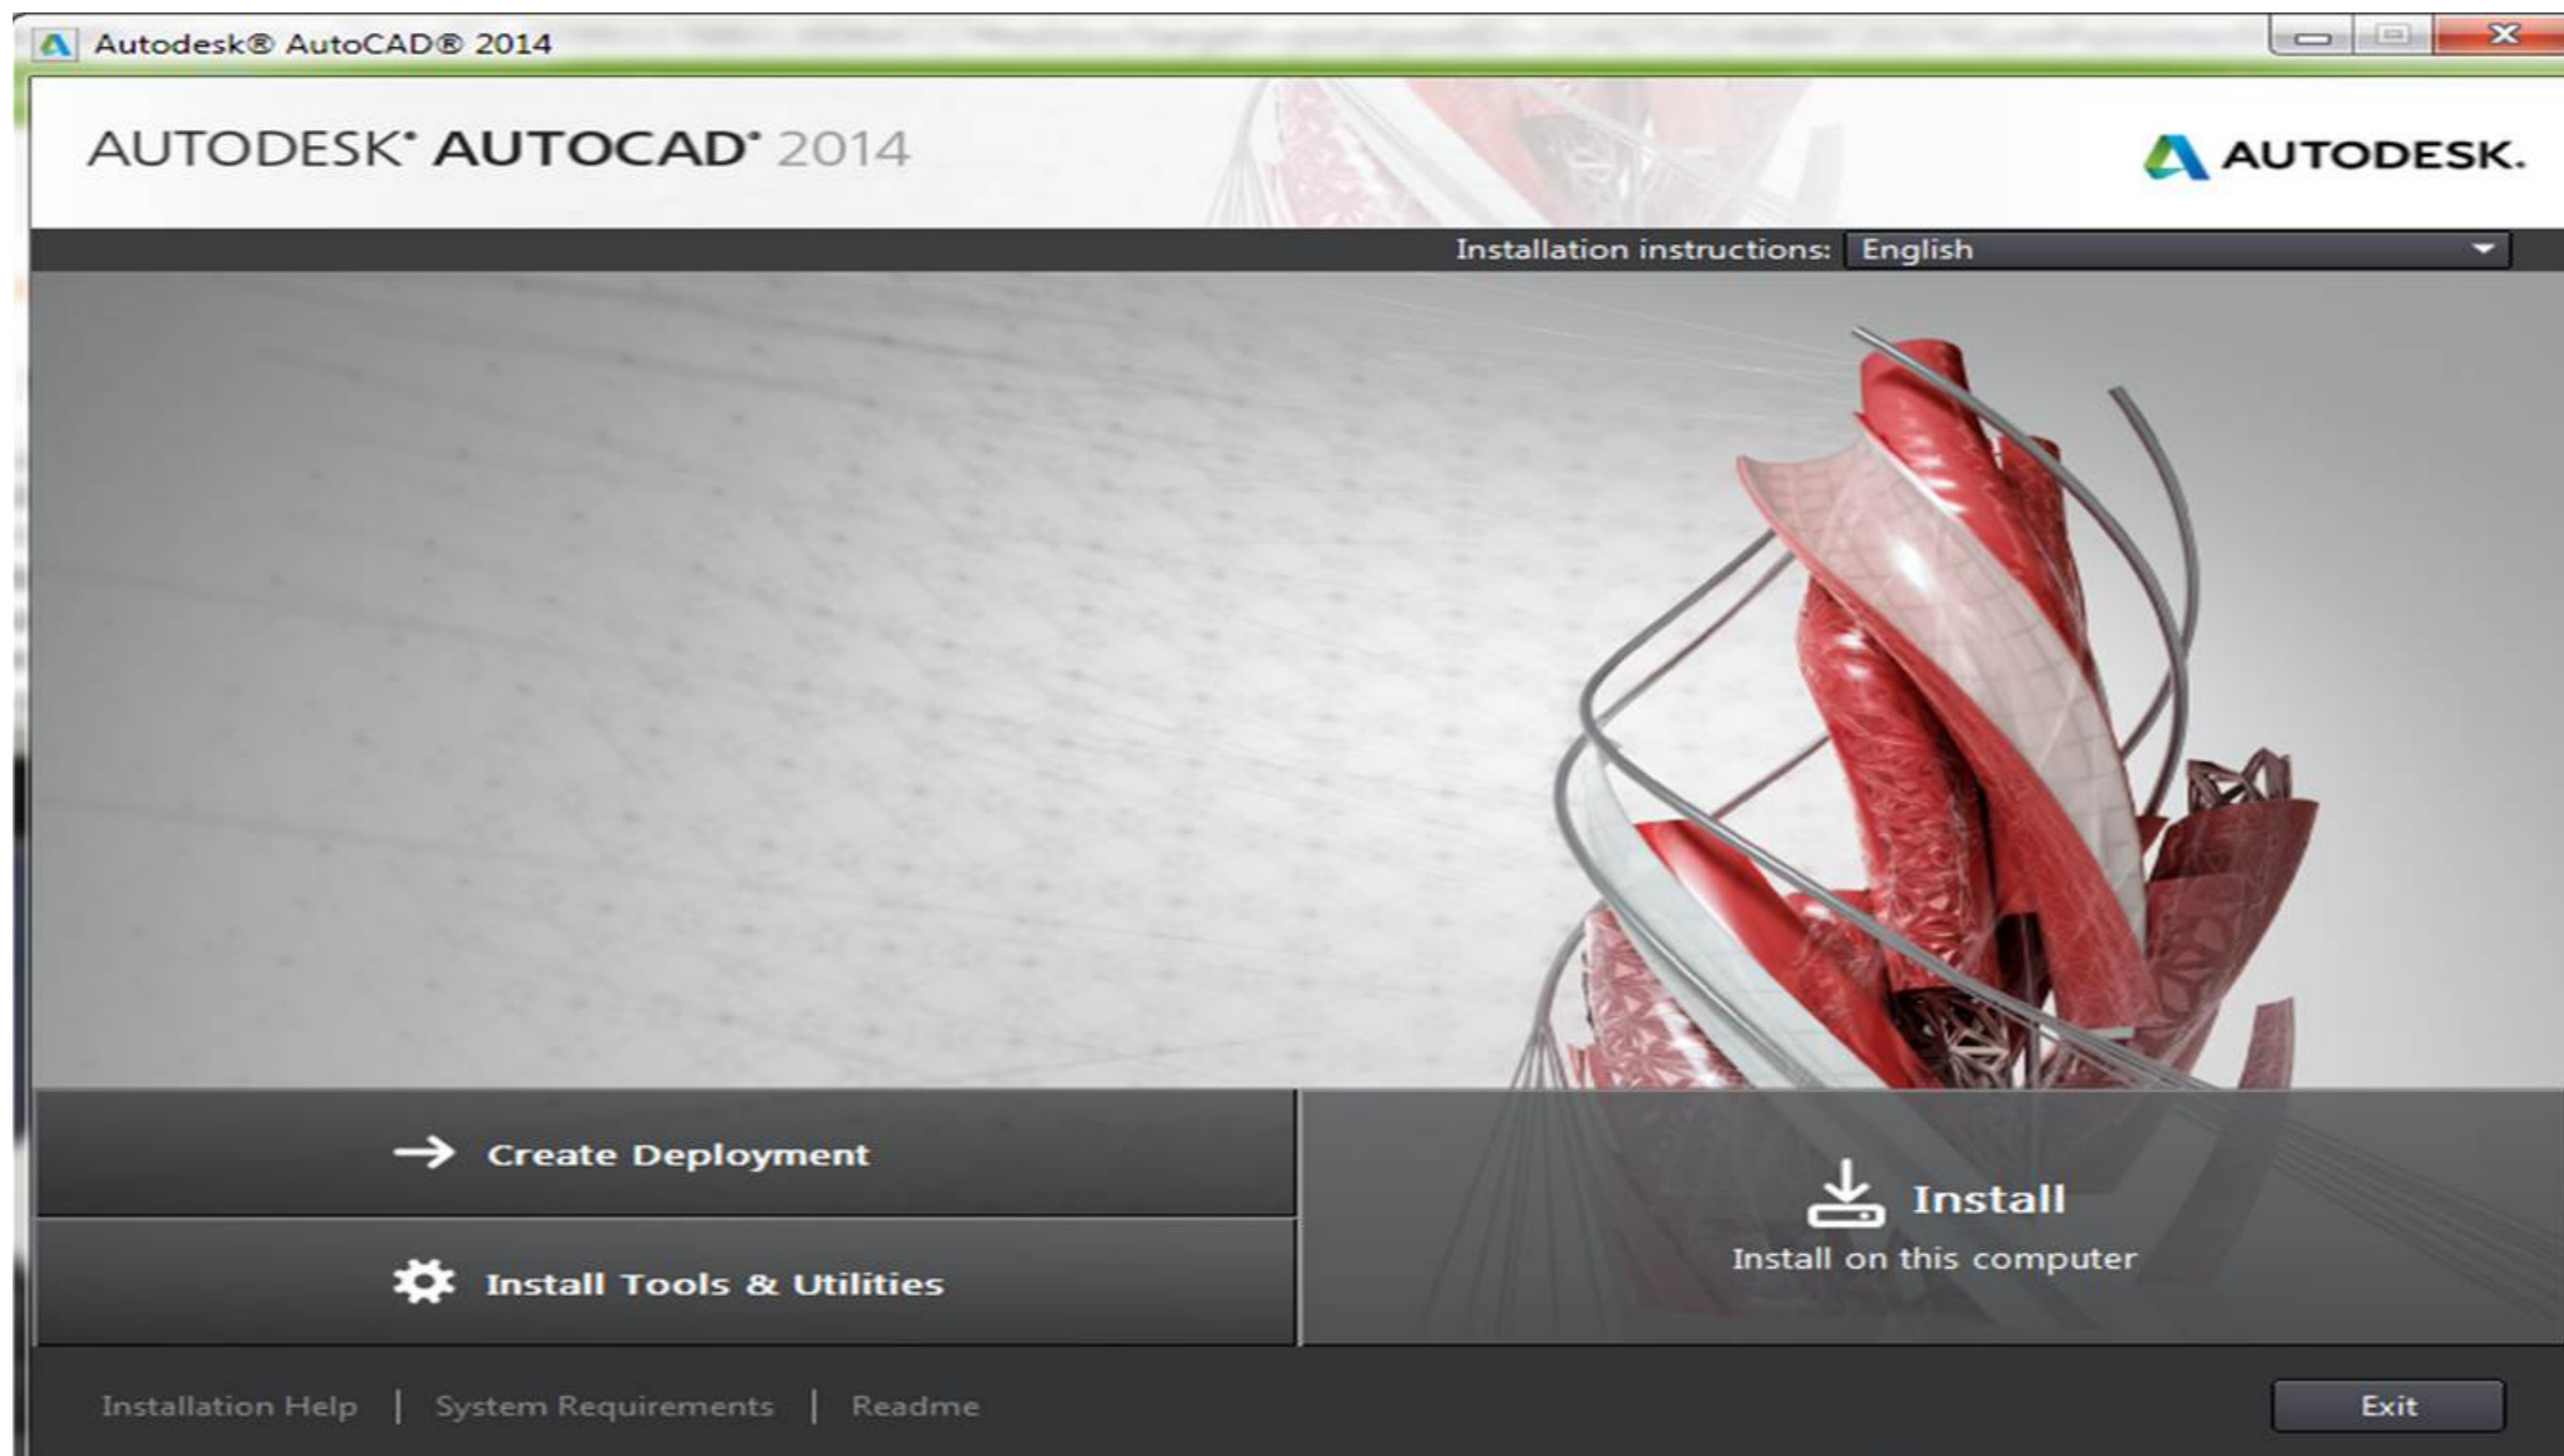 Autodesk® AutoCAD® 2014
AUTODESK® AUTOCAD® 2014
AUTODESK.
Installation instructions: English
Create Deployment
Install Tools & Utilities
Install
Install on this computer
Installation Help | System Requirements | Readme
Exit